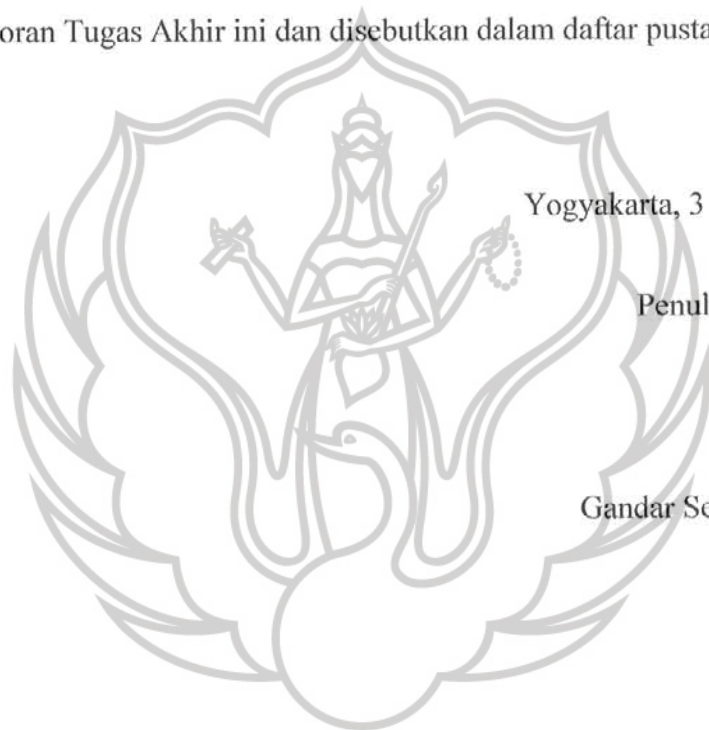 oran Tugas Akhir ini dan disebutkan dalam daftar pusta
Yogyakarta, 3
Penul
Gandar Se